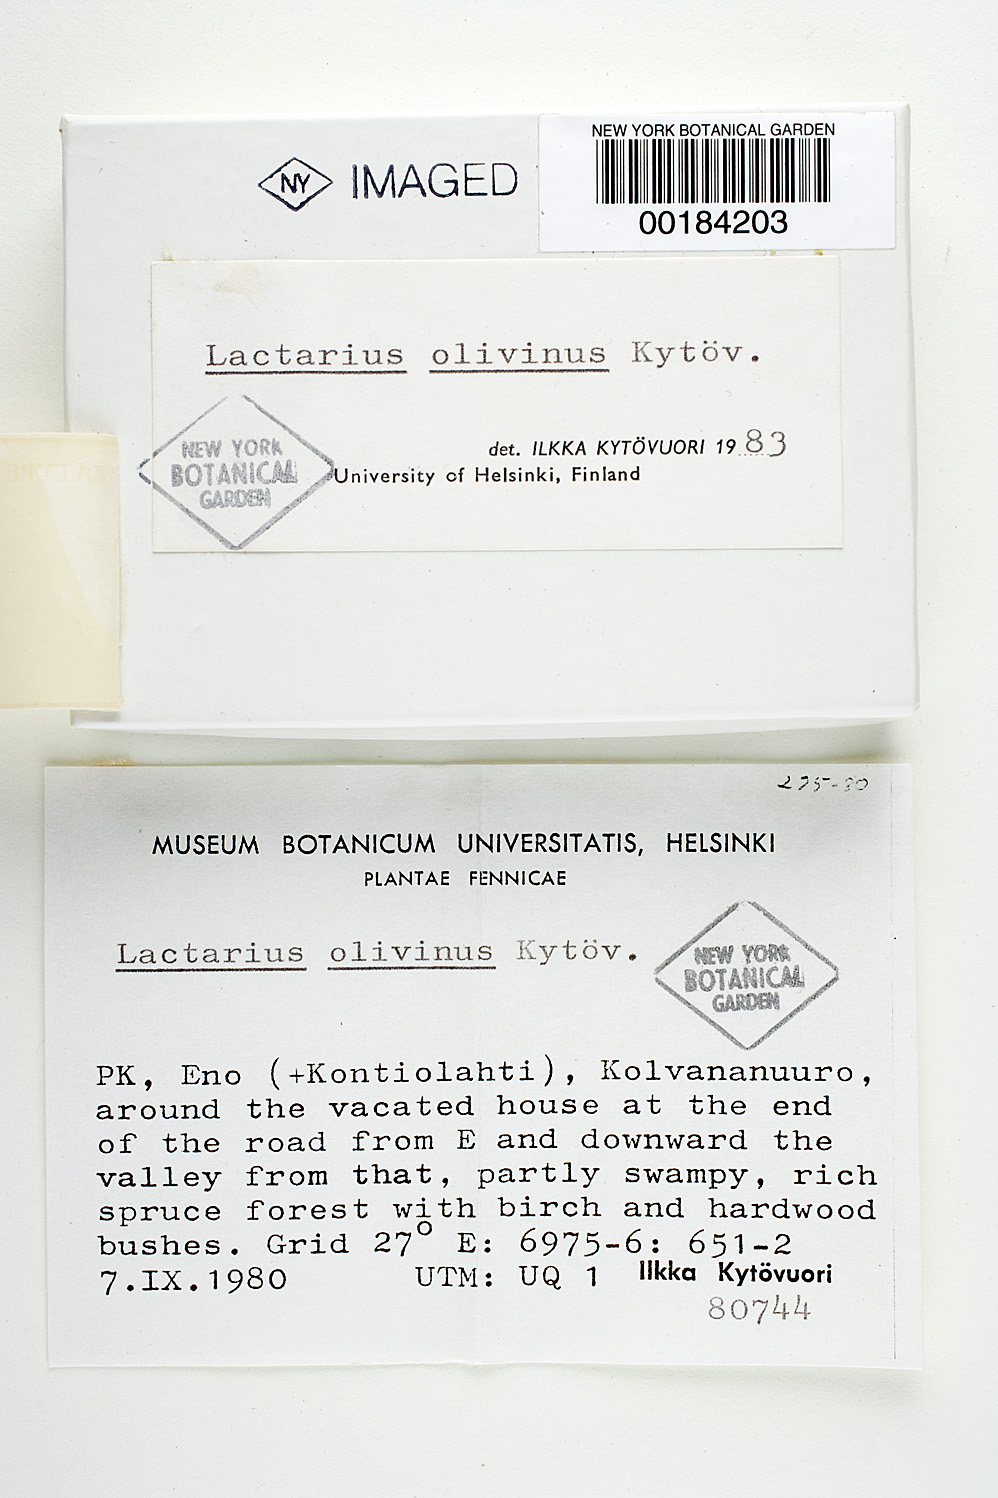 NY IMAGED
NEW YORK BOTANICAL GARDEN
00184203
Lactarius olivinus Kytöv.
det. ILKKA KYTÖVUORI 1983
University of Helsinki, Finland
NEW YORK
BOTANICAL
GARDEN
MUSEUM BOTANICUM UNIVERSITATIS, HELSINKI
PLANTAE FENNICAE
Lactarius olivinus Kytöv.
NEW YORK
BOTANICAL
GARDEN
PK, Eno (+Kontiolahti), Kolvananuuro,
around the vacated house at the end
of the road from E and downward the
valley from that, partly swampy, rich
spruce forest with birch and hardwood
bushes. Grid 27° E: 6975-6: 651-2
7.IX.1980 UTM: UQ 1 Ilkka Kytövuori
80744